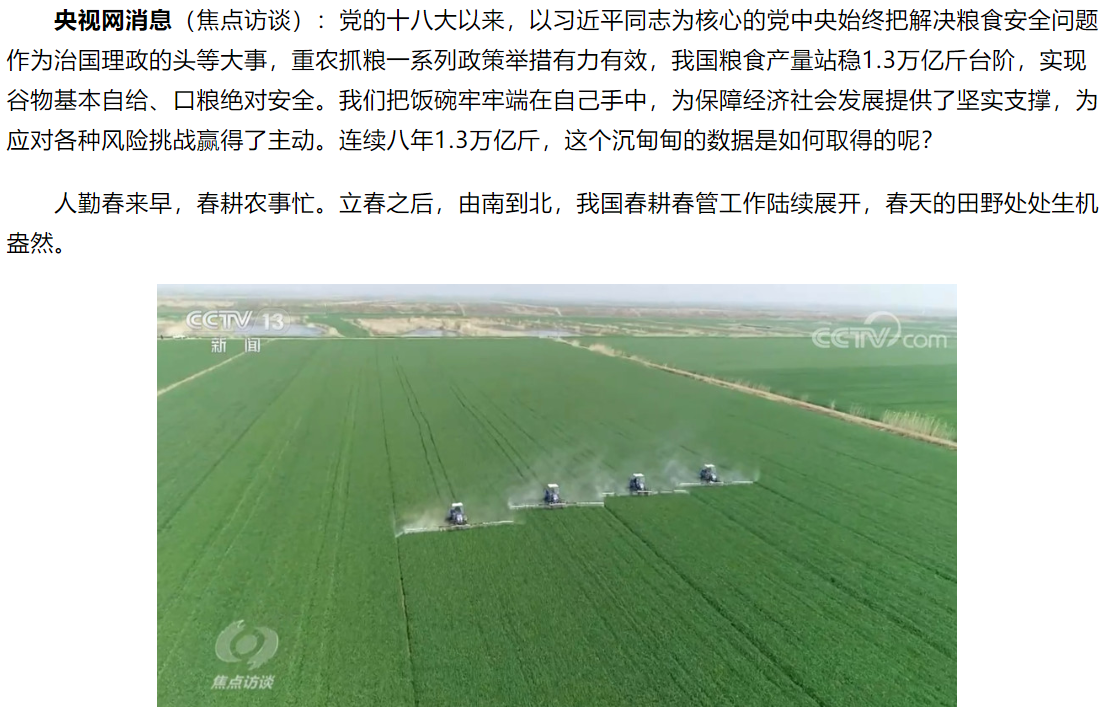 央视网消息（焦点访谈）：党的十八大以来，以习近平同志为核心的党中央始终把解决粮食安全问题
作为治国理政的头等大事，重农抓粮一系列政策举措有力有效，我国粮食产量站稳1.3万亿斤台阶，实现
谷物基本自给、口粮绝对安全。我们把饭碗牢牢端在自己手中，为保障经济社会发展提供了坚实支撑，为
应对各种风险挑战赢得了主动。连续八年1.3万亿斤，这个沉甸甸的数据是如何取得的呢？
人勤春来早，春耕农事忙。立春之后，由南到北，我国春耕春管工作陆续展开，春天的田野处处生机
盎然。
CCTV 13
新闻
CCTV.com
焦点访谈